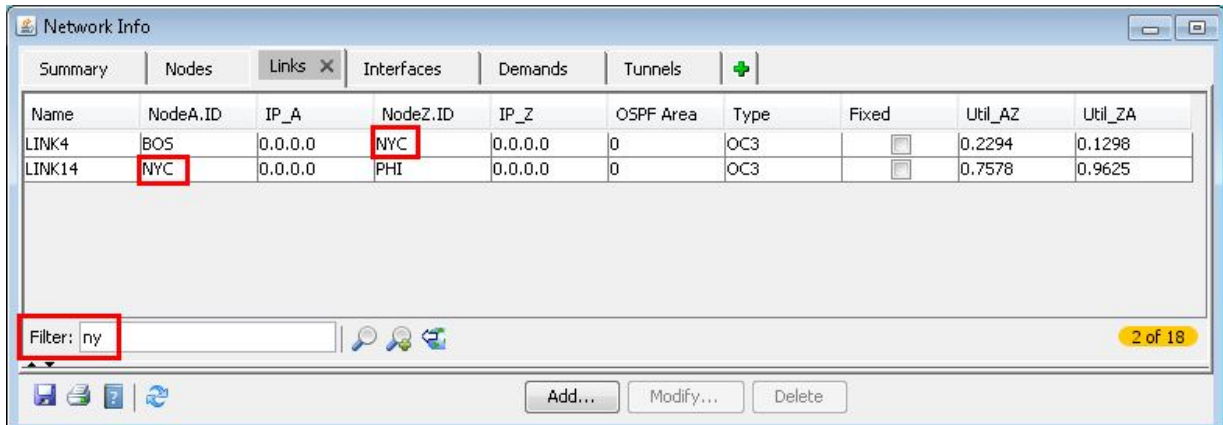 Network Info
Summary Nodes Links Interfaces Demands Tunnels
Name NodeA.ID IP_A NodeZ.ID IP_Z OSPF Area Type Fixed Util_AZ Util_ZA
LINK4 BOS 0.0.0.0 NYC 0.0.0.0 0 OC3 0.2294 0.1298
LINK14 NYC 0.0.0.0 PHI 0.0.0.0 0 OC3 0.7578 0.9625
Filter: ny 2 of 18
Add... Modify... Delete